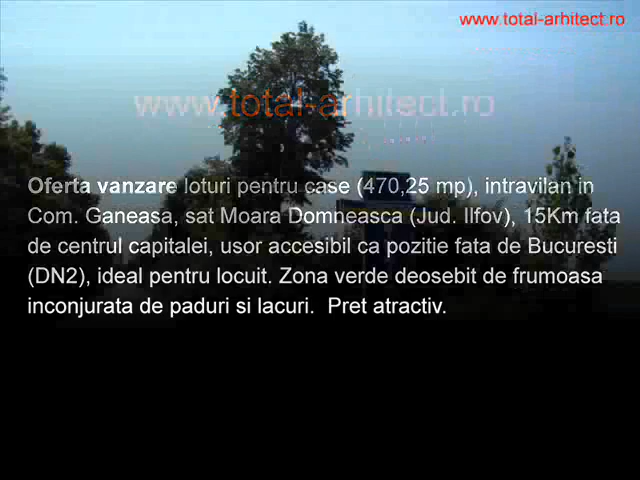 www.total-arhitect.ro
www.total-arhitect.ro
Oferta vanzare loturi pentru case (470,25 mp), intravilan in
Com. Ganeasa, sat Moara Domneasca (Jud. Ilfov), 15Km fata
de centrul capitalei, usor accesibil ca pozitie fata de Bucuresti
(DN2), ideal pentru locuit. Zona verde deosebit de frumoasa
inconjurata de paduri si lacuri.  Pret atractiv.